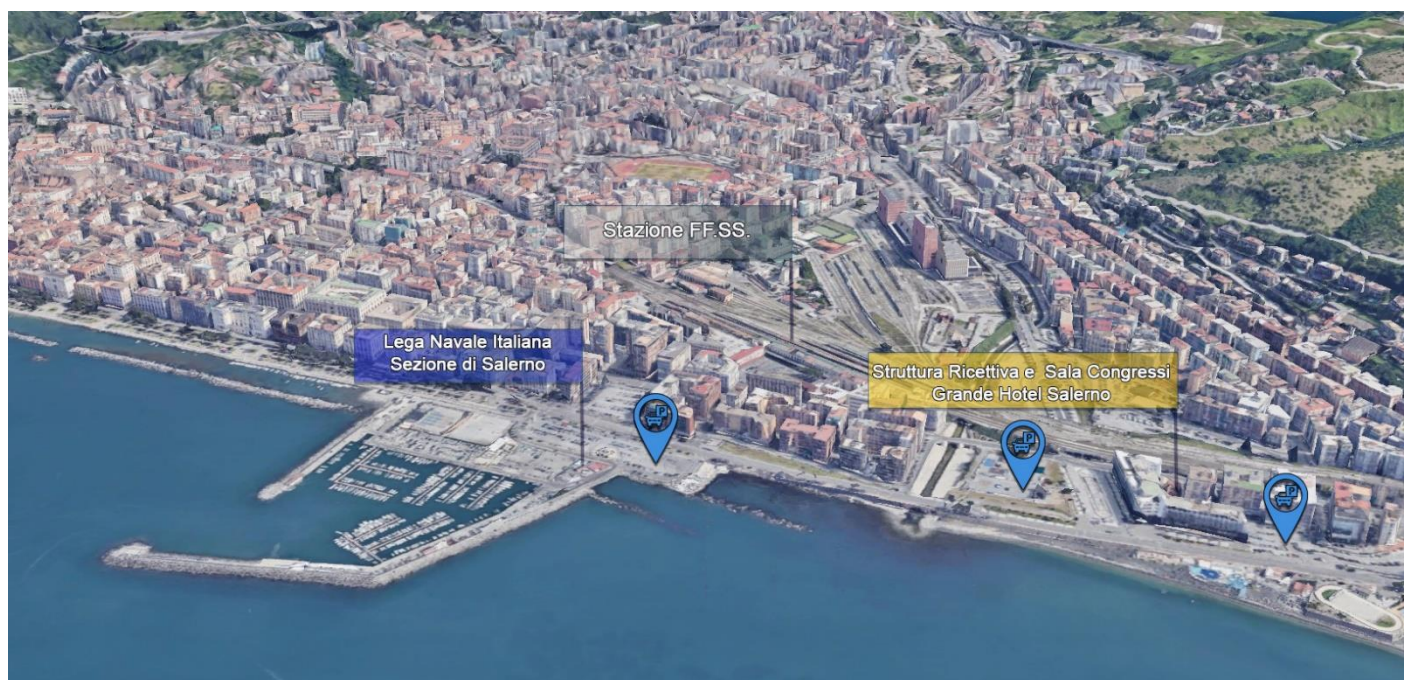 Stazione FF.SS.
Lega Navale Italiana
Sezione di Salerno
Struttura Ricettiva e Sala Congressi
Grande Hotel Salerno
P
P
P